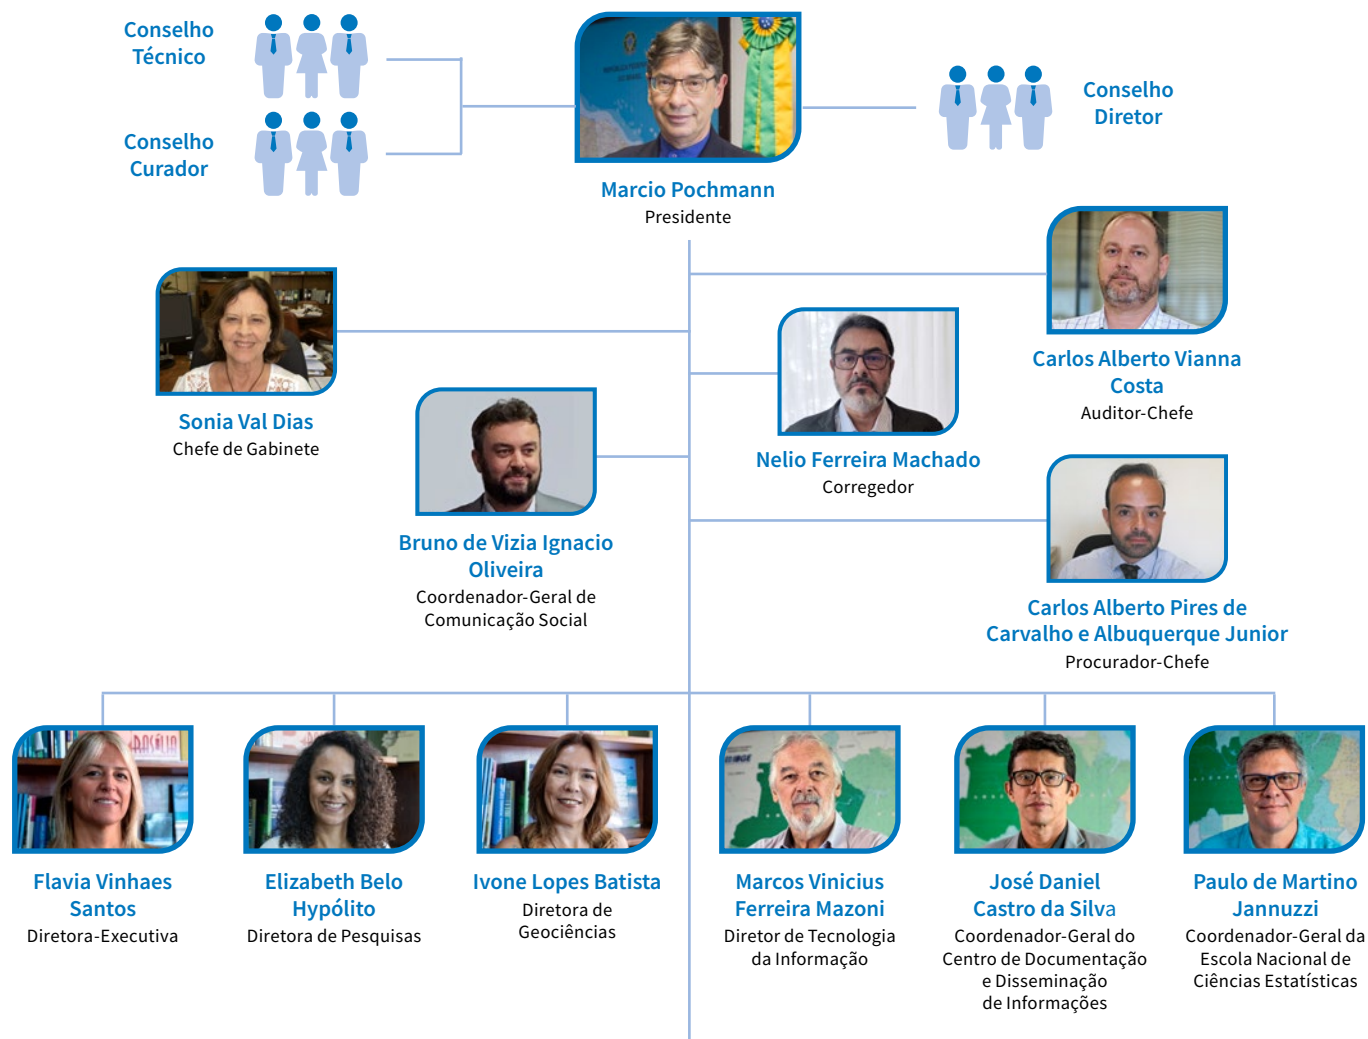 Conselho
Técnico
Conselho
Curador
Conselho
Diretor
Marcio Pochmann
Presidente
Carlos Alberto Vianna
Costa
Auditor-Chefe
Sonia Val Dias
Chefe de Gabinete
Nelio Ferreira Machado
Corregedor
Bruno de Vizia Ignacio
Oliveira
Coordenador-Geral de
Comunicação Social
Carlos Alberto Pires de
Carvalho e Albuquerque Junior
Procurador-Chefe
BRASÍLIA
IBGE
Flavia Vinhaes
Santos
Diretora-Executiva
Elizabeth Belo
Hypólito
Diretora de Pesquisas
Ivone Lopes Batista
Diretora de
Geociências
Marcos Vinicius
Ferreira Mazoni
Diretor de Tecnologia
da Informação
José Daniel
Castro da Silva
Coordenador-Geral do
Centro de Documentação
e Disseminação
de Informações
Paulo de Martino
Jannuzzi
Coordenador-Geral da
Escola Nacional de
Ciências Estatísticas